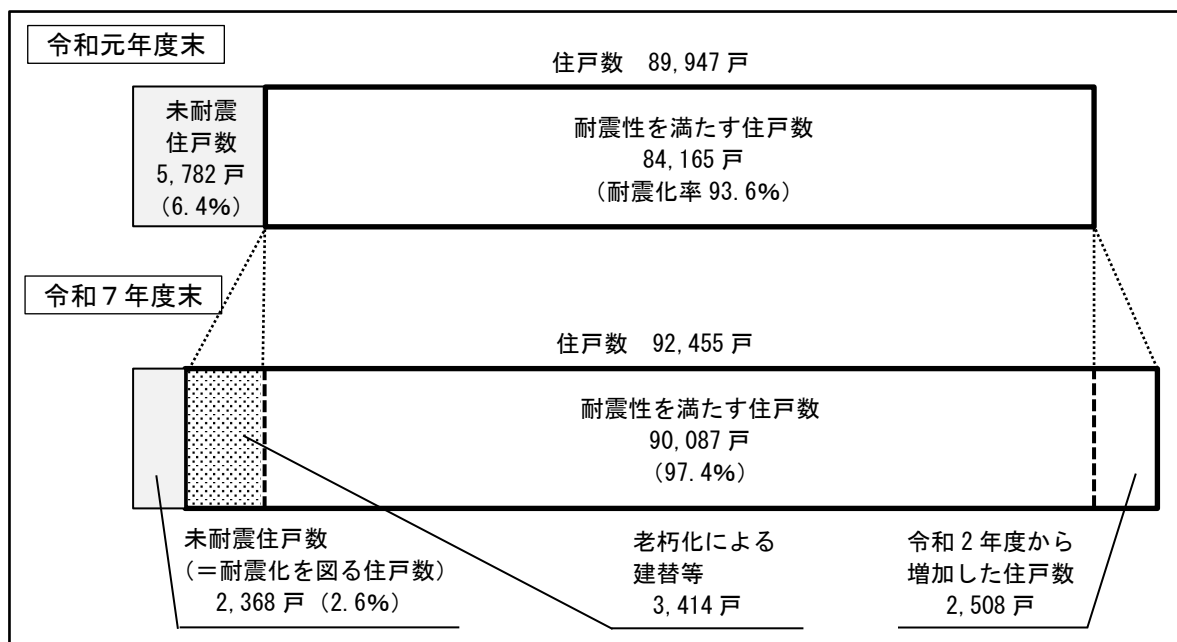 令和元年度末
住戸数 89,947 戸
未耐震
住戸数
5,782 戸
（6.4％）
耐震性を満たす住戸数
84,165 戸
（耐震化率 93.6％）
令和７年度末
住戸数 92,455 戸
耐震性を満たす住戸数
90,087 戸
（97.4％）
未耐震住戸数
（＝耐震化を図る住戸数）
2,368 戸（2.6％）
老朽化による
建替等
3,414 戸
令和２年度から
増加した住戸数
2,508 戸